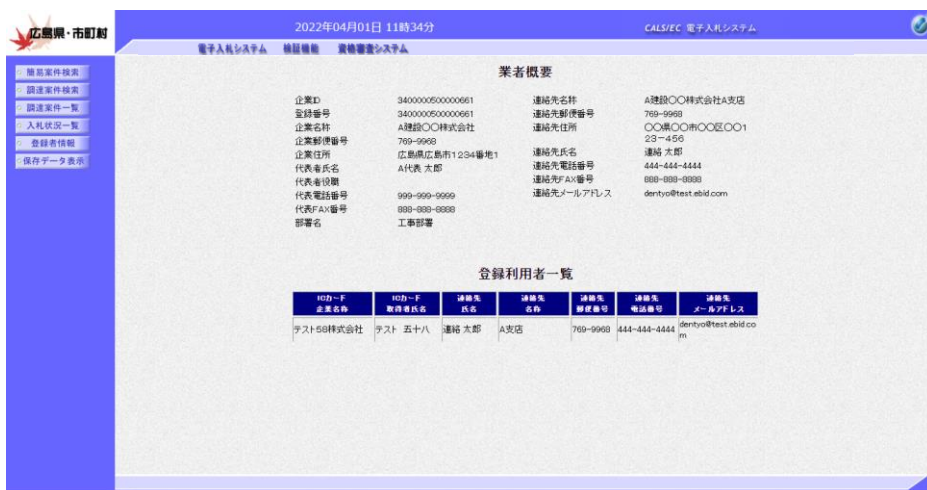 広島県・市町村
2022年04月01日 11時34分
CALS/EC 電子入札システム
電子入札システム 検証機能 資格審査システム
簡易案件検索
調達案件検索
調達案件一覧
入札状況一覧
登録者情報
保存データ表示
業者概要
企業ID 3400000500000661
登録番号 3400000500000661
企業名称 A建設〇〇株式会社
企業郵便番号 769-9968
企業住所 広島県広島市1234番地1
代表者氏名 A代表 太郎
代表者役職
代表電話番号 999-999-9999
代表FAX番号 888-888-8888
部署名 工事部署
連絡先名称 A建設〇〇株式会社A支店
連絡先郵便番号 769-9968
連絡先住所 〇〇県〇〇市〇〇区〇〇1
23-456
連絡先氏名 連絡 太郎
連絡先電話番号 444-444-4444
連絡先FAX番号 888-888-8888
連絡先メールアドレス dentyo@test.ebid.com
登録利用者一覧
ICカード ICカード 連絡先 連絡先 連絡先 連絡先 連絡先
企業名称 取得者氏名 氏名 名称 郵便番号 電話番号 メールアドレス
テスト58株式会社 テスト 五十八 連絡 太郎 A支店 769-9968 444-444-4444 dentyo@test.ebid.co
m